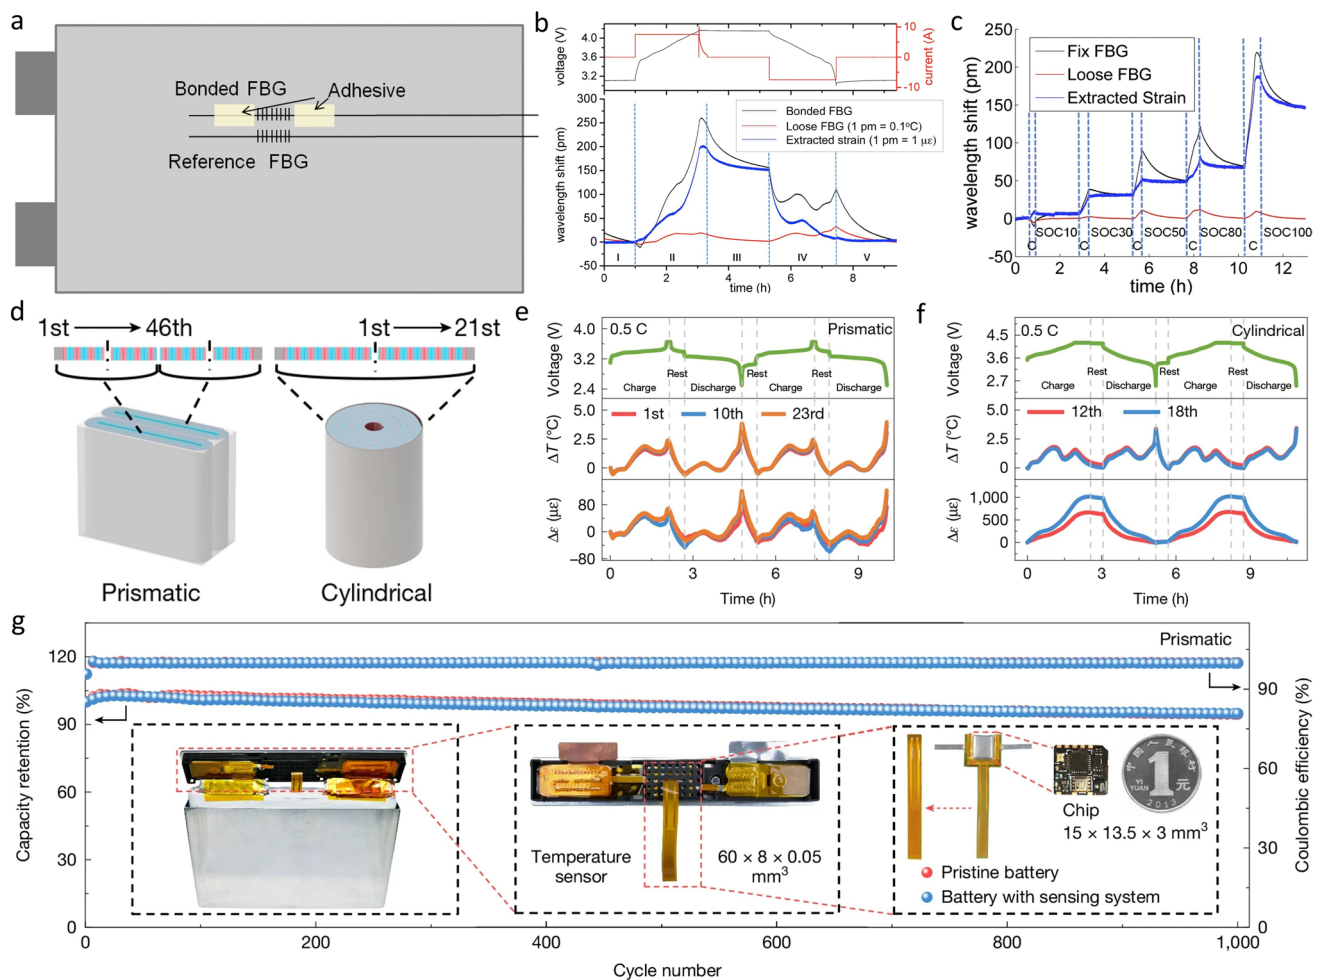 a
Bonded FBG
Adhesive
Reference FBG
b
voltage (V)
4.0
3.6
3.2
10
0
-10
current (A)
wavelength shift (pm)
300
250
200
150
100
50
0
-50
Bonded FBG
Loose FBG (1 pm = 0.1°C)
Extracted strain (1 pm = 1 με)
I II III IV V
0 2 4 6 8
time (h)
c
wavelength shift (pm)
250
200
150
100
50
0
-50
Fix FBG
Loose FBG
Extracted Strain
SOC10 SOC30 SOC50 SOC80 SOC100
C C C C C
0 2 4 6 8 10 12
time (h)
d
1st 46th
1st 21st
Prismatic
Cylindrical
e
Voltage (V)
4.0
3.2
2.4
0.5 C
Prismatic
Rest Rest
Charge Discharge Charge Discharge
ΔT (°C)
5.0
2.5
0
1st 10th 23rd
Δε (με)
80
0
−80
0 3 6 9
Time (h)
f
Voltage (V)
4.5
3.6
2.7
0.5 C
Cylindrical
Rest Rest
Charge Discharge Charge Discharge
ΔT (°C)
5.0
2.5
0
12th 18th
Δε (με)
1,000
500
0
0 3 6 9
Time (h)
g
Capacity retention (%)
120
90
60
30
0
Prismatic
90
60
30
0
Coulombic efficiency (%)
Temperature
sensor
60 × 8 × 0.05
mm³
Chip
15 × 13.5 × 3 mm³
中国人民银行
1
元
YI
YUAN
2013
Pristine battery
Battery with sensing system
0 200 400 600 800 1,000
Cycle number